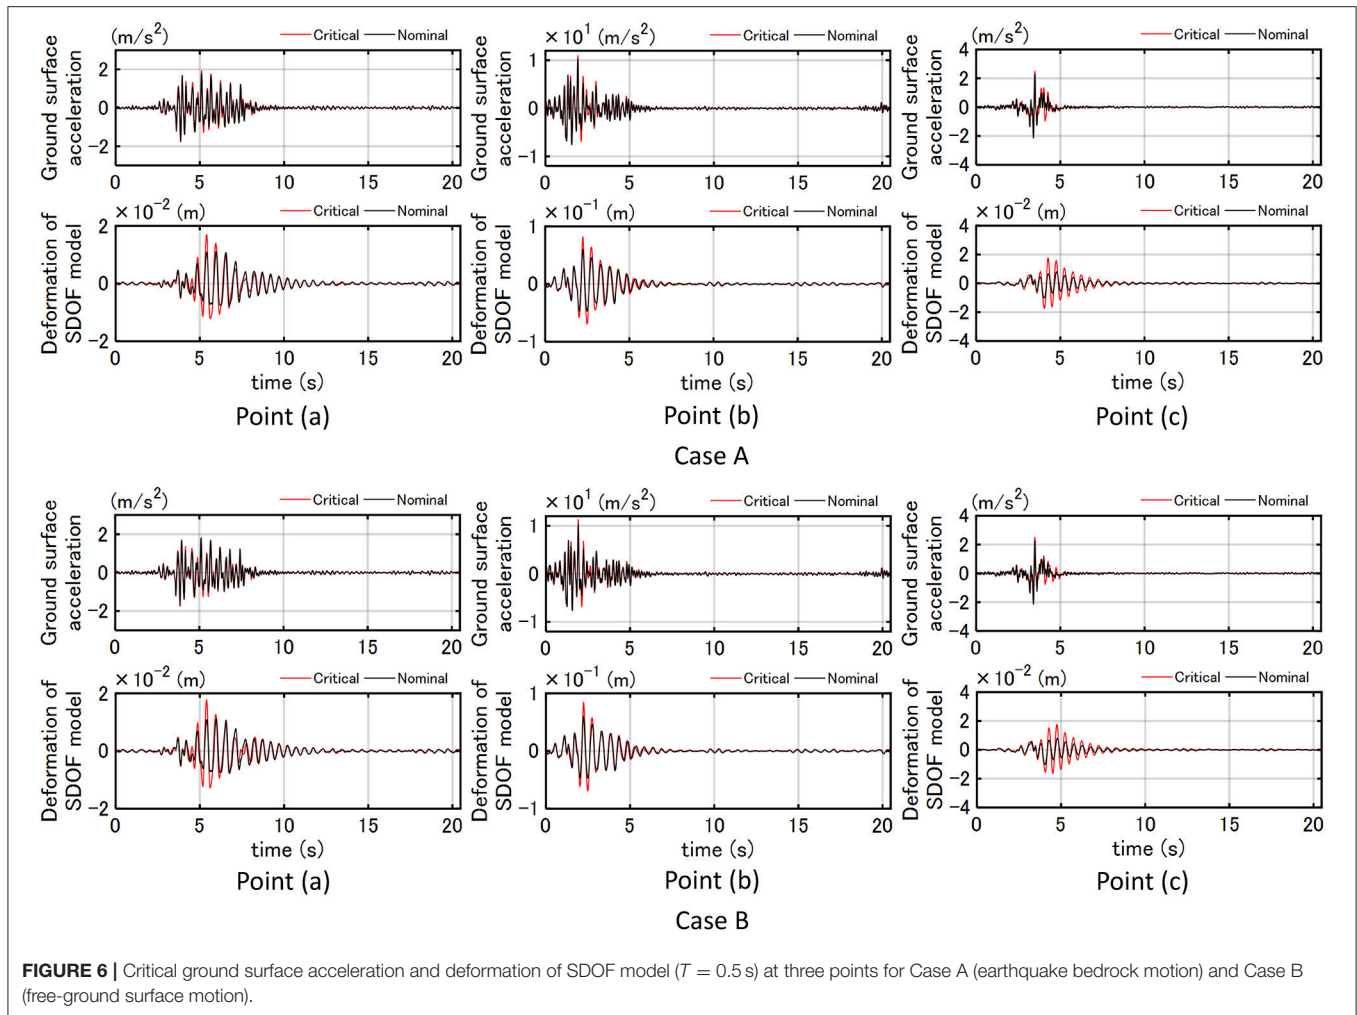 (m/s²) Critical Nominal
Ground surface acceleration
2
0
−2
0 5 10 15 20
× 10¹ (m/s²) Critical Nominal
Ground surface acceleration
1
0
−1
0 5 10 15 20
(m/s²) Critical Nominal
Ground surface acceleration
4
2
0
−2
−4
0 5 10 15 20
× 10⁻² (m) Critical Nominal
Deformation of SDOF model
2
0
−2
0 5 10 15 20
time (s)
Point (a)
× 10⁻¹ (m) Critical Nominal
Deformation of SDOF model
1
0
−1
0 5 10 15 20
time (s)
Point (b)
× 10⁻² (m) Critical Nominal
Deformation of SDOF model
4
2
0
−2
−4
0 5 10 15 20
time (s)
Point (c)
Case A
(m/s²) Critical Nominal
Ground surface acceleration
2
0
−2
0 5 10 15 20
× 10¹ (m/s²) Critical Nominal
Ground surface acceleration
1
0
−1
0 5 10 15 20
(m/s²) Critical Nominal
Ground surface acceleration
4
2
0
−2
−4
0 5 10 15 20
× 10⁻² (m) Critical Nominal
Deformation of SDOF model
2
0
−2
0 5 10 15 20
time (s)
Point (a)
× 10⁻¹ (m) Critical Nominal
Deformation of SDOF model
1
0
−1
0 5 10 15 20
time (s)
Point (b)
× 10⁻² (m) Critical Nominal
Deformation of SDOF model
4
2
0
−2
−4
0 5 10 15 20
time (s)
Point (c)
Case B
FIGURE 6 | Critical ground surface acceleration and deformation of SDOF model (T = 0.5 s) at three points for Case A (earthquake bedrock motion) and Case B
(free-ground surface motion).